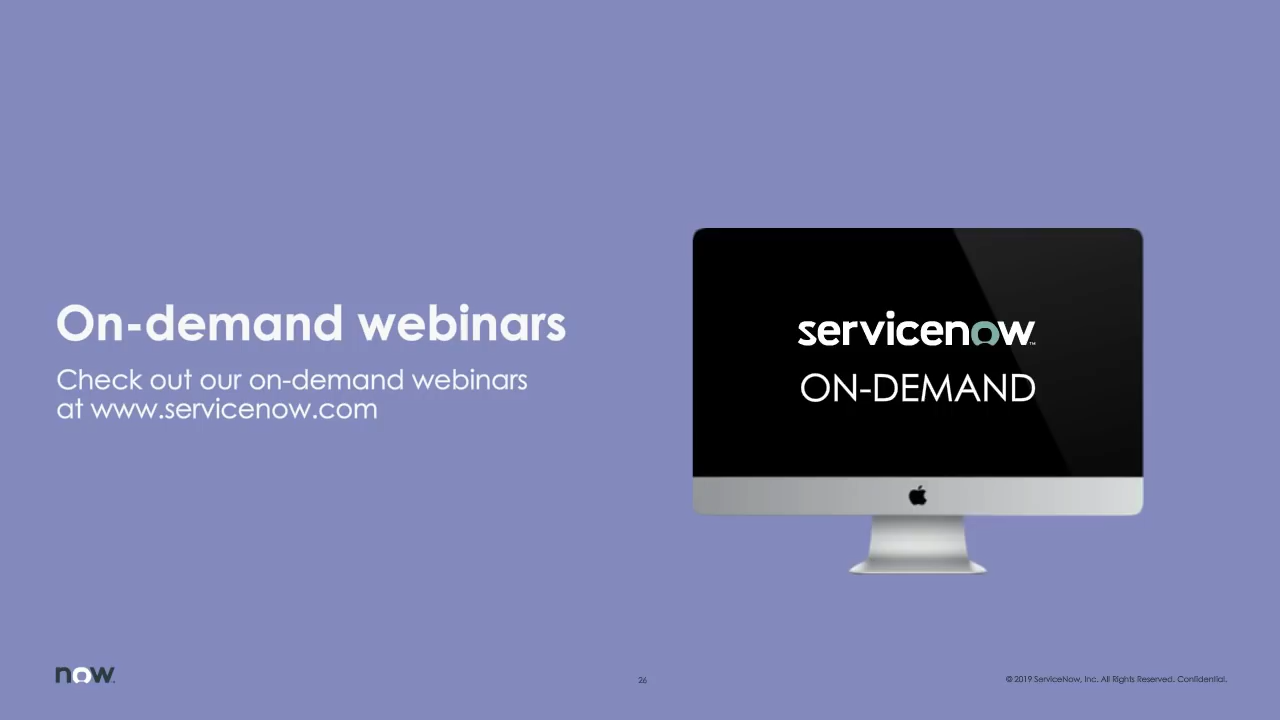 On-demand webinars
Check out our on-demand webinars
at www.servicenow.com
servicenow™
ON-DEMAND
now.
26
© 2019 ServiceNow, Inc. All Rights Reserved. Confidential.